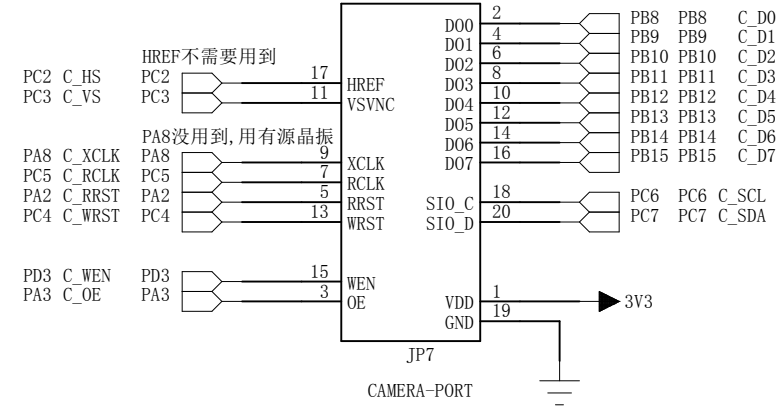 HREF不需要用到
PC2 C_HS PC2 17 HREF
PC3 C_VS PC3 11 VSVNC
PA8没用到,用有源晶振
PA8 C_XCLK PA8 9 XCLK
PC5 C_RCLK PC5 7 RCLK
PA2 C_RRST PA2 5 RRST
PC4 C_WRST PC4 13 WRST
PD3 C_WEN PD3 15 WEN
PA3 C_OE PA3 3 OE
DO0 2 PB8 PB8 C_D0
DO1 4 PB9 PB9 C_D1
DO2 6 PB10 PB10 C_D2
DO3 8 PB11 PB11 C_D3
DO4 10 PB12 PB12 C_D4
DO5 12 PB13 PB13 C_D5
DO6 14 PB14 PB14 C_D6
DO7 16 PB15 PB15 C_D7
SIO_C 18 PC6 PC6 C_SCL
SIO_D 20 PC7 PC7 C_SDA
VDD 1 3V3
GND 19
JP7
CAMERA-PORT